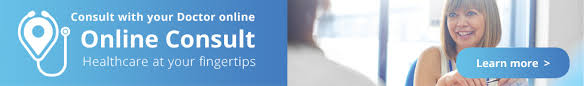 Consult with your Doctor online
Online Consult
Healthcare at your fingertips
Learn more >